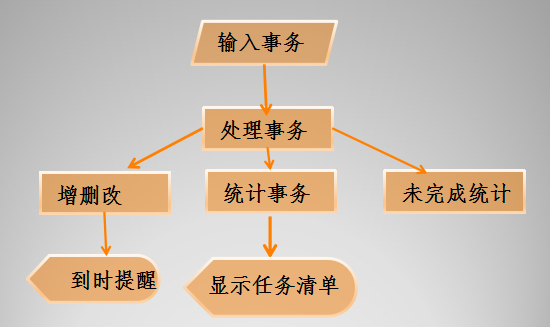 输入事务
处理事务
增删改
统计事务
未完成统计
到时提醒
显示任务清单